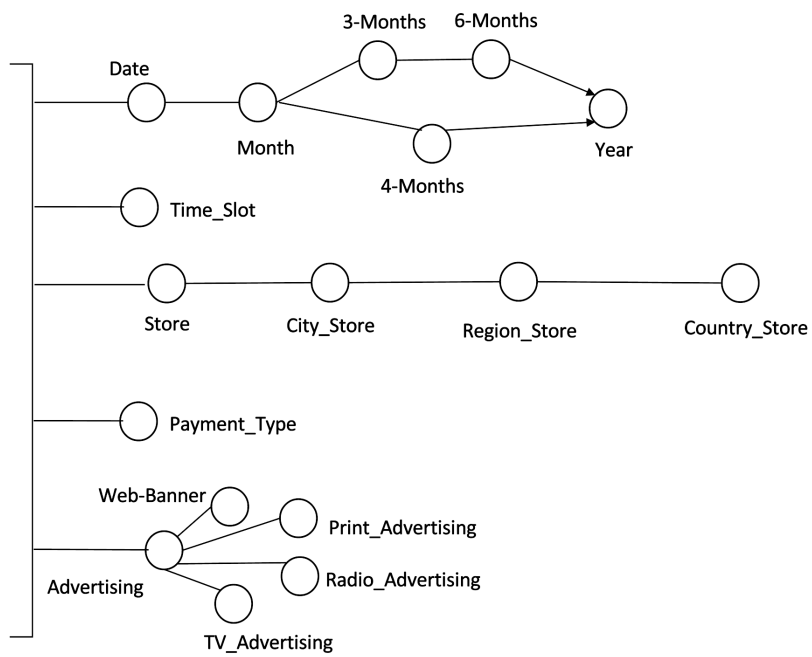 3-Months
6-Months
Date
Month
Year
4-Months
Time_Slot
Store
City_Store
Region_Store
Country_Store
Payment_Type
Web-Banner
Print_Advertising
Radio_Advertising
Advertising
TV_Advertising